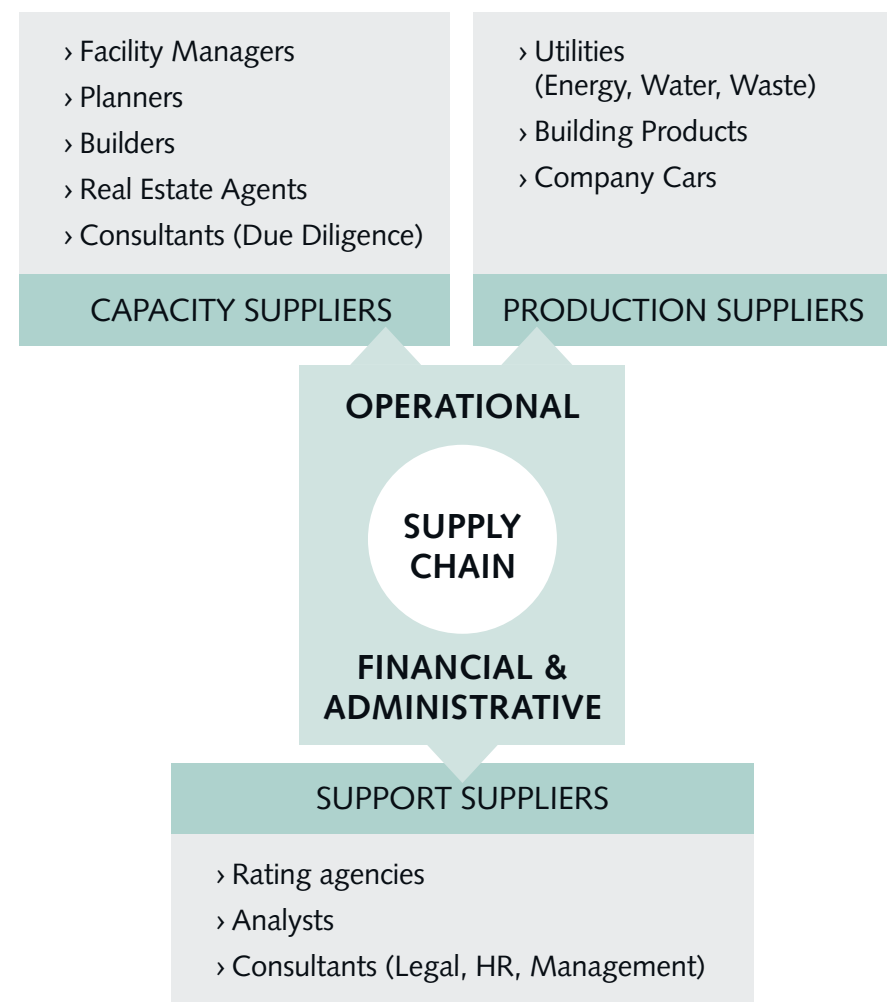 › Facility Managers
› Planners
› Builders
› Real Estate Agents
› Consultants (Due Diligence)
CAPACITY SUPPLIERS
› Utilities
(Energy, Water, Waste)
› Building Products
› Company Cars
PRODUCTION SUPPLIERS
OPERATIONAL
SUPPLY
CHAIN
FINANCIAL &
ADMINISTRATIVE
SUPPORT SUPPLIERS
› Rating agencies
› Analysts
› Consultants (Legal, HR, Management)